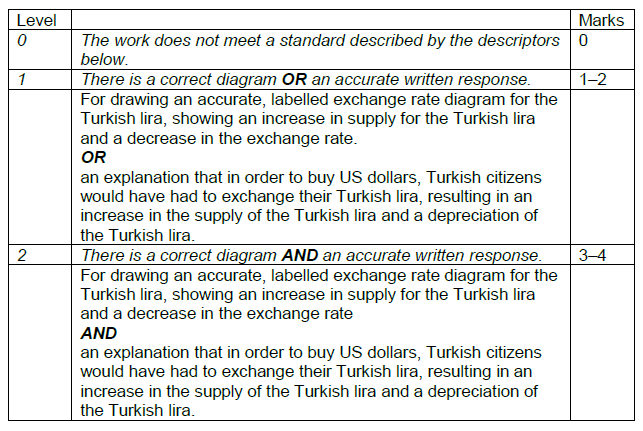 Level Marks
0 The work does not meet a standard described by the descriptors 0
below.
1 There is a correct diagram OR an accurate written response. 1–2
For drawing an accurate, labelled exchange rate diagram for the
Turkish lira, showing an increase in supply for the Turkish lira
and a decrease in the exchange rate.
OR
an explanation that in order to buy US dollars, Turkish citizens
would have had to exchange their Turkish lira, resulting in an
increase in the supply of the Turkish lira and a depreciation of
the Turkish lira.
2 There is a correct diagram AND an accurate written response. 3–4
For drawing an accurate, labelled exchange rate diagram for the
Turkish lira, showing an increase in supply for the Turkish lira
and a decrease in the exchange rate
AND
an explanation that in order to buy US dollars, Turkish citizens
would have had to exchange their Turkish lira, resulting in an
increase in the supply of the Turkish lira and a depreciation of
the Turkish lira.